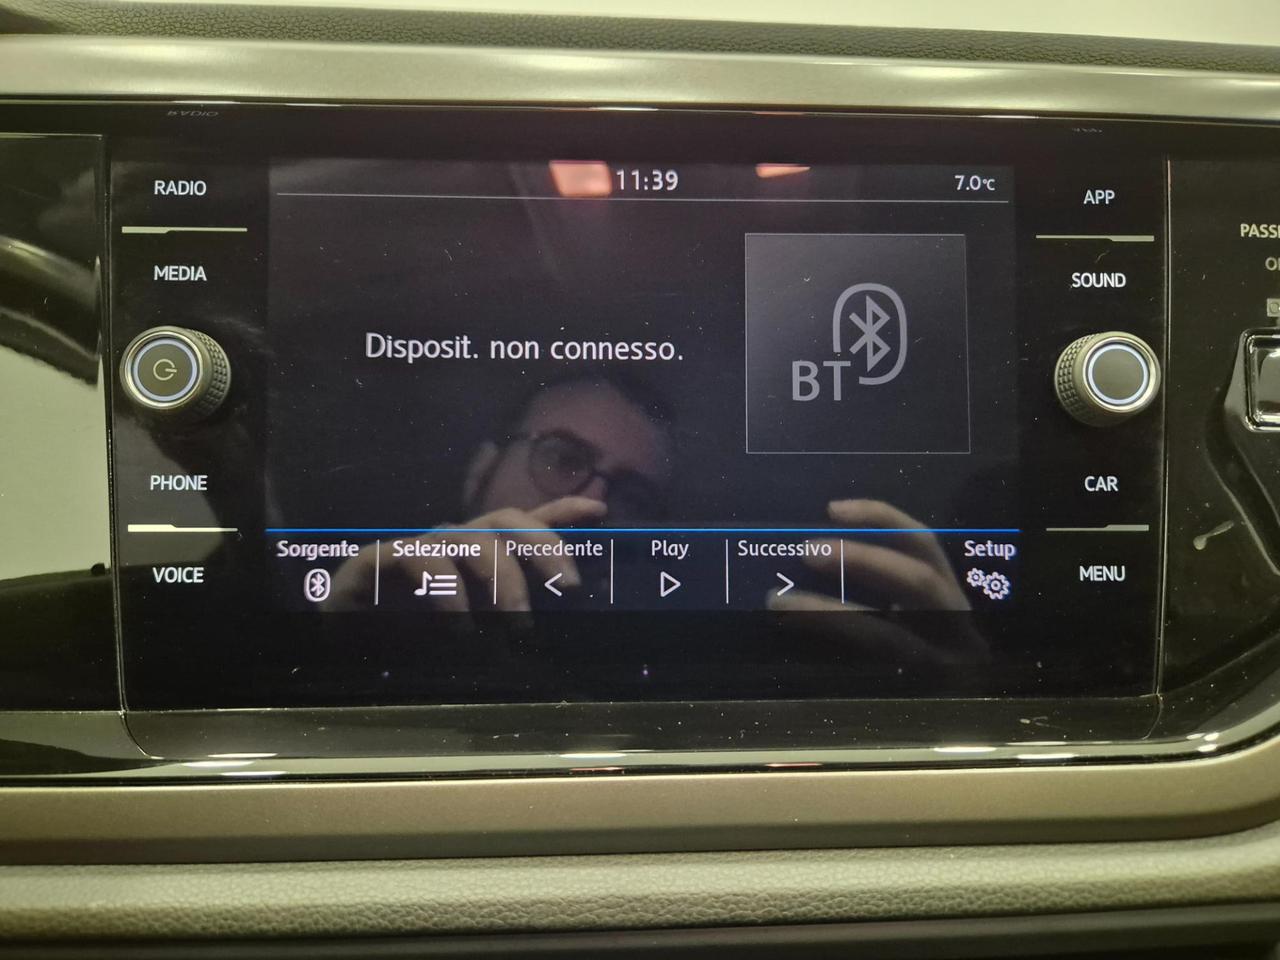 RADIO
MEDIA
PHONE
VOICE
11:39
7.0°C
Disposit. non connesso.
BT
Sorgente
Selezione
Precedente
Play
Successivo
Setup
APP
SOUND
CAR
MENU